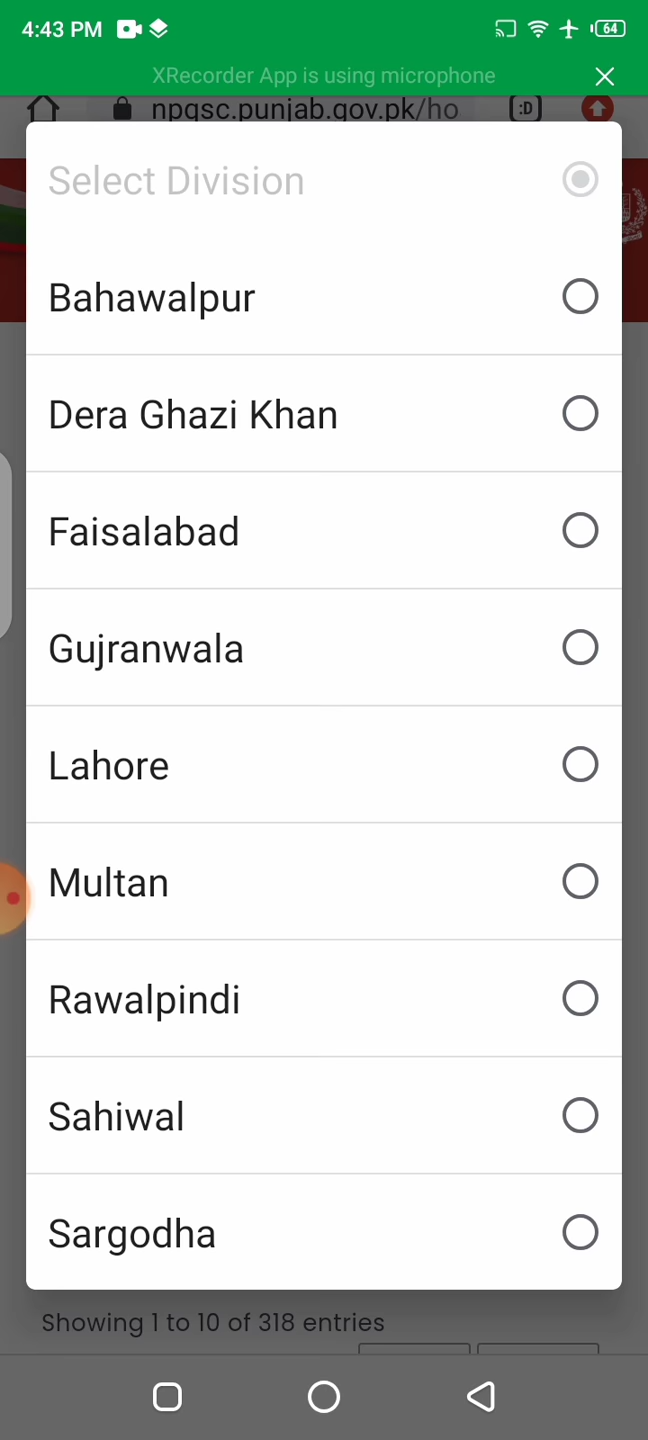 4:43 PM
64
XRecorder App is using microphone
npqsc.punjab.gov.pk/ho
:D
Select Division
Bahawalpur
Dera Ghazi Khan
Faisalabad
Gujranwala
Lahore
Multan
Rawalpindi
Sahiwal
Sargodha
Showing 1 to 10 of 318 entries